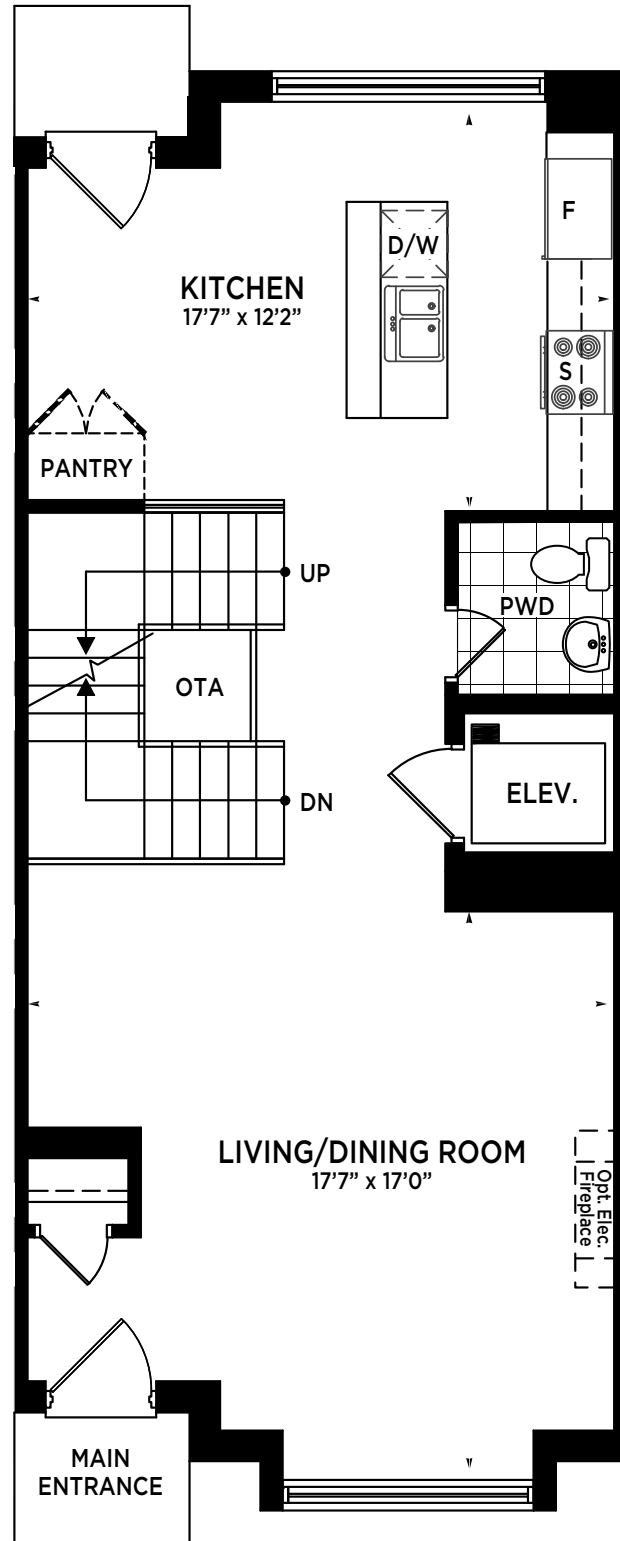 F
D/W
KITCHEN
17'7" x 12'2"
S
PANTRY
UP
PWD
OTA
ELEV.
DN
LIVING/DINING ROOM
17'7" x 17'0"
Opt. Elec.
Fireplace
MAIN
ENTRANCE